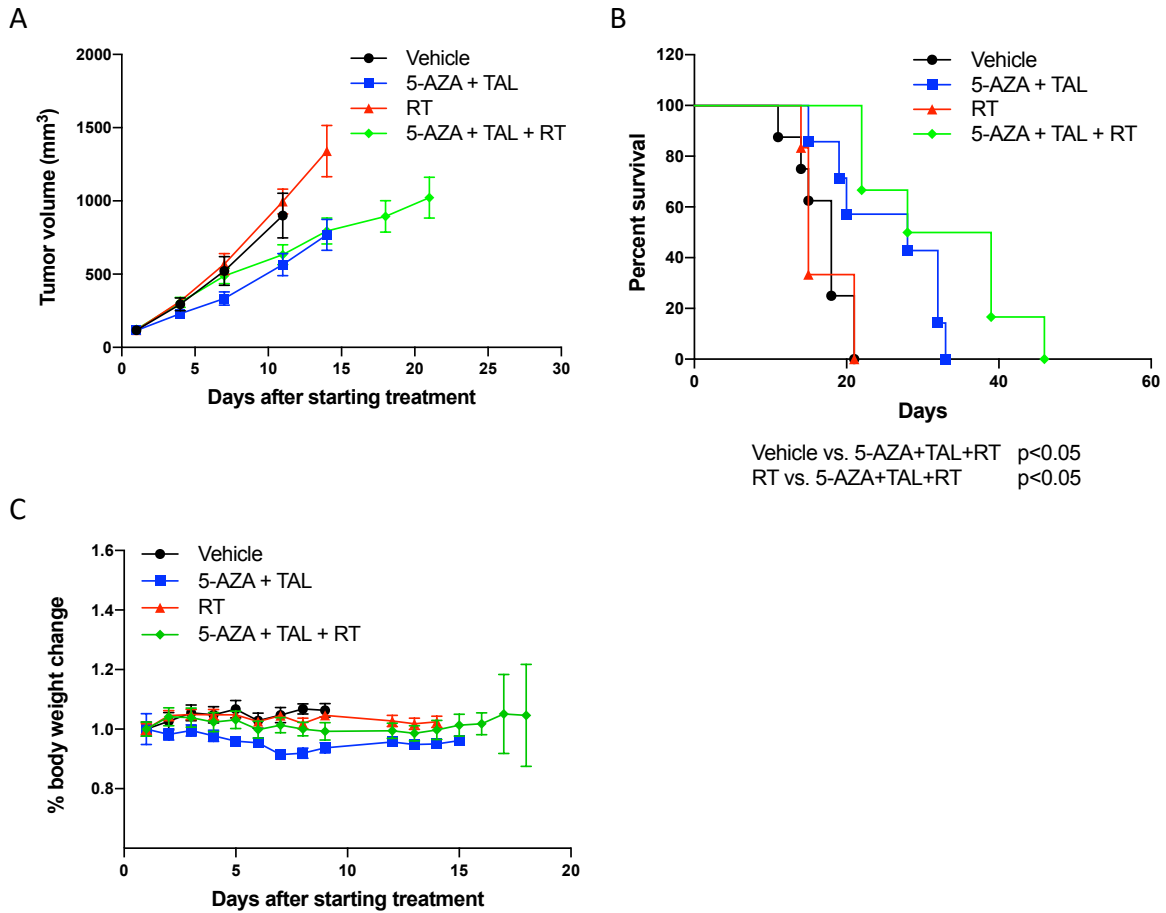 A
Tumor volume (mm³)
2000
1500
1000
500
0
0 5 10 15 20 25 30
Days after starting treatment
Vehicle
5-AZA + TAL
RT
5-AZA + TAL + RT
B
Percent survival
120
100
80
60
40
20
0
0 20 40 60
Days
Vehicle
5-AZA + TAL
RT
5-AZA + TAL + RT
Vehicle vs. 5-AZA+TAL+RT p<0.05
RT vs. 5-AZA+TAL+RT p<0.05
C
% body weight change
1.6
1.4
1.2
1.0
0.8
0 5 10 15 20
Days after starting treatment
Vehicle
5-AZA + TAL
RT
5-AZA + TAL + RT